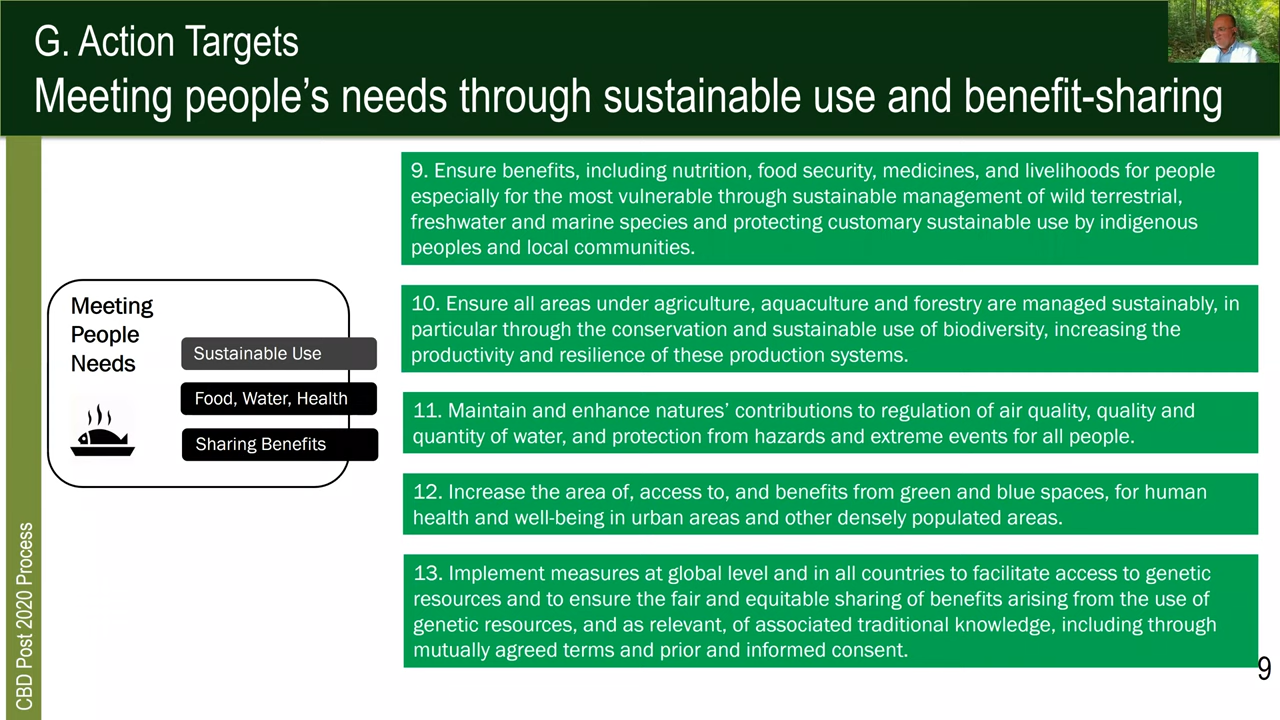 G. Action Targets
Meeting people's needs through sustainable use and benefit-sharing
9. Ensure benefits, including nutrition, food security, medicines, and livelihoods for people
especially for the most vulnerable through sustainable management of wild terrestrial,
freshwater and marine species and protecting customary sustainable use by indigenous
peoples and local communities.
Meeting
People
Needs
Sustainable Use
Food, Water, Health
Sharing Benefits
10. Ensure all areas under agriculture, aquaculture and forestry are managed sustainably, in
particular through the conservation and sustainable use of biodiversity, increasing the
productivity and resilience of these production systems.
11. Maintain and enhance natures' contributions to regulation of air quality, quality and
quantity of water, and protection from hazards and extreme events for all people.
12. Increase the area of, access to, and benefits from green and blue spaces, for human
health and well-being in urban areas and other densely populated areas.
13. Implement measures at global level and in all countries to facilitate access to genetic
resources and to ensure the fair and equitable sharing of benefits arising from the use of
genetic resources, and as relevant, of associated traditional knowledge, including through
mutually agreed terms and prior and informed consent.
CBD Post 2020 Process
9